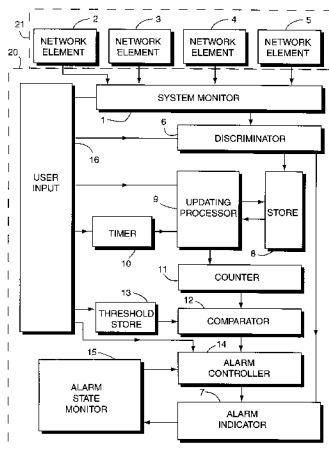 21
2
3
4
5
NETWORK ELEMENT
NETWORK ELEMENT
NETWORK ELEMENT
NETWORK ELEMENT
20
SYSTEM MONITOR
1
6
DISCRIMINATOR
USER INPUT
16
9
UPDATING PROCESSOR
STORE
8
TIMER
10
11
COUNTER
13
12
THRESHOLD STORE
COMPARATOR
14
15
ALARM CONTROLLER
ALARM STATE MONITOR
7
ALARM INDICATOR